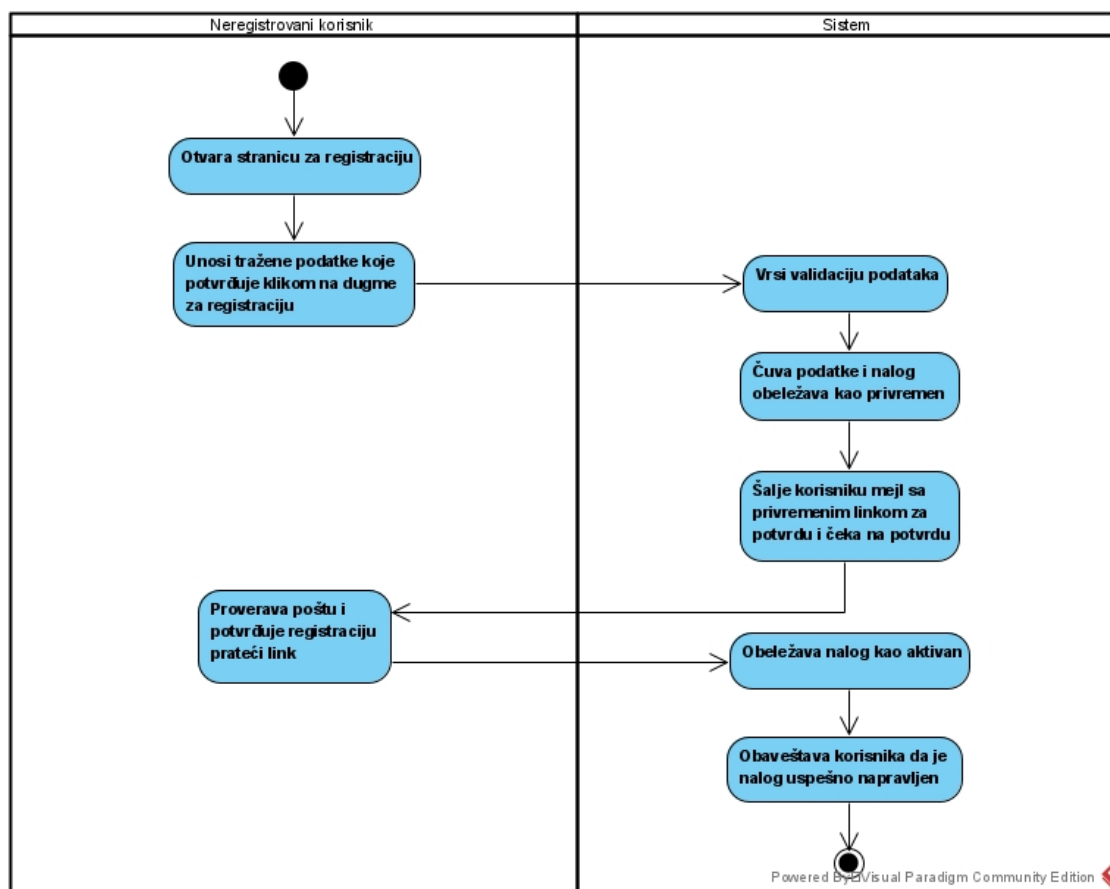 Neregistrovani korisnik
Sistem
Otvara stranicu za registraciju
Unosi tražene podatke koje
potvrđuje klikom na dugme
za registraciju
Vrsi validaciju podataka
Čuva podatke i nalog
obeležava kao privremen
Šalje korisniku mejl sa
privremenim linkom za
potvrdu i čeka na potvrdu
Proverava poštu i
potvrđuje registraciju
prateći link
Obeležava nalog kao aktivan
Obaveštava korisnika da je
nalog uspešno napravljen
Powered By Visual Paradigm Community Edition